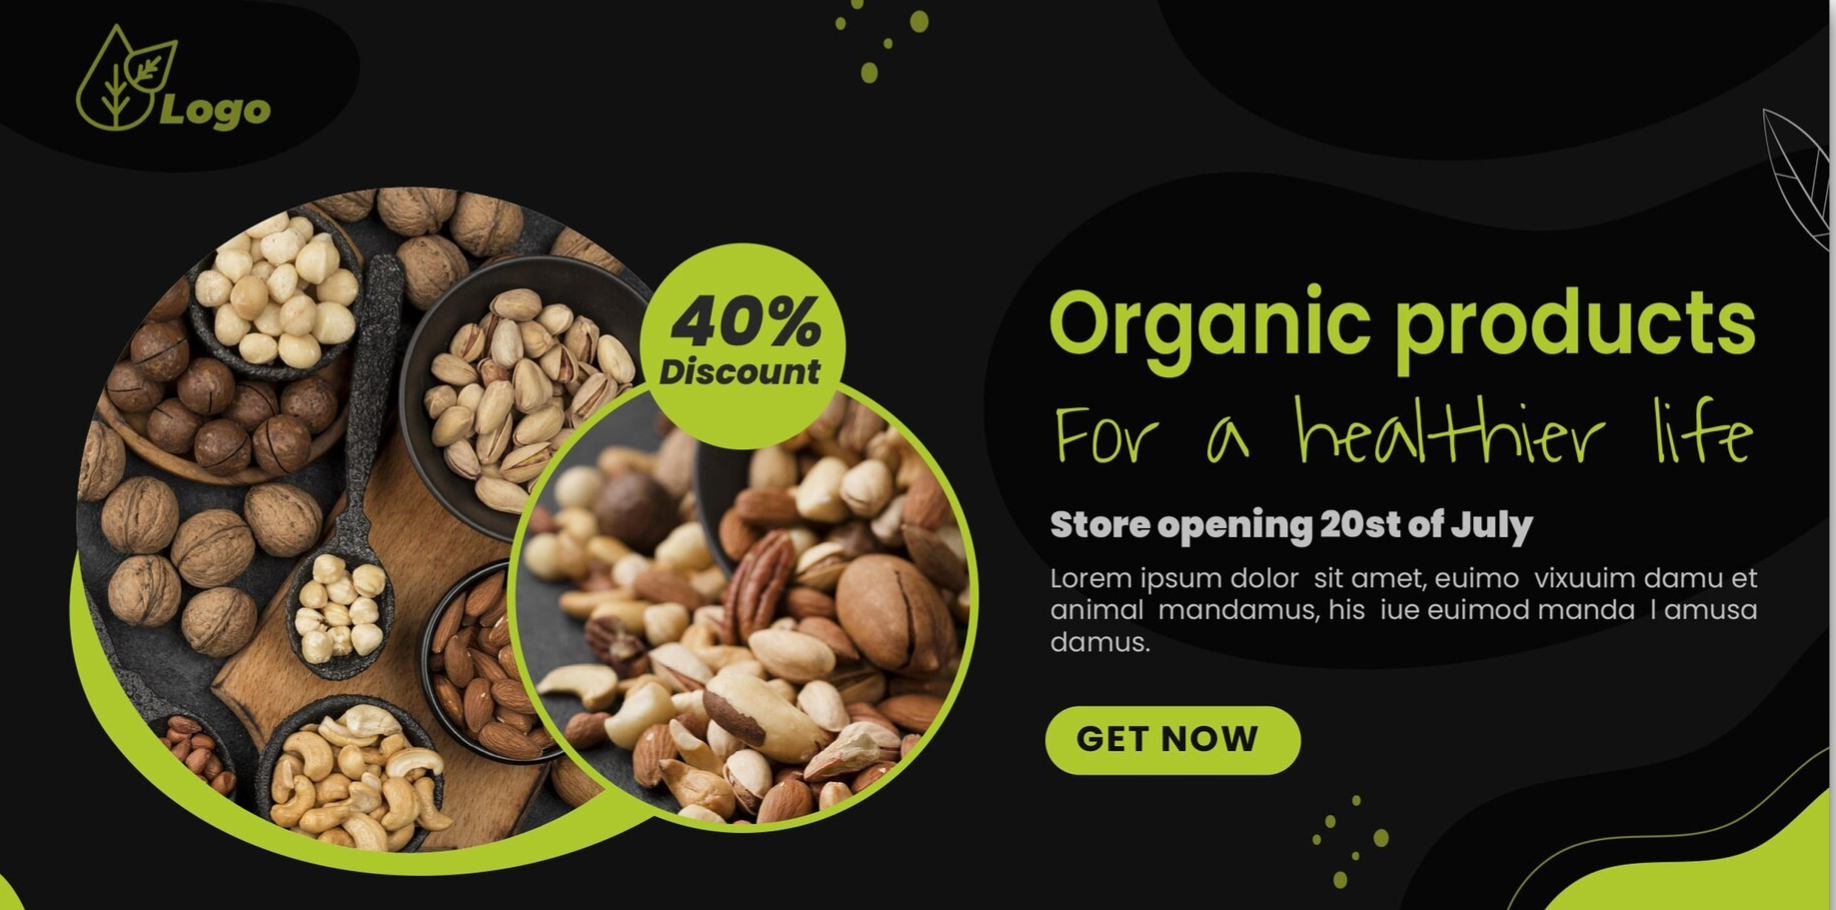 Logo
40%
Discount
Organic products
For a healthier life
Store opening 20st of July
Lorem ipsum dolor sit amet, euimo vixuuim damu et
animal mandamus, his iue euimod manda l amusa
damus.
GET NOW